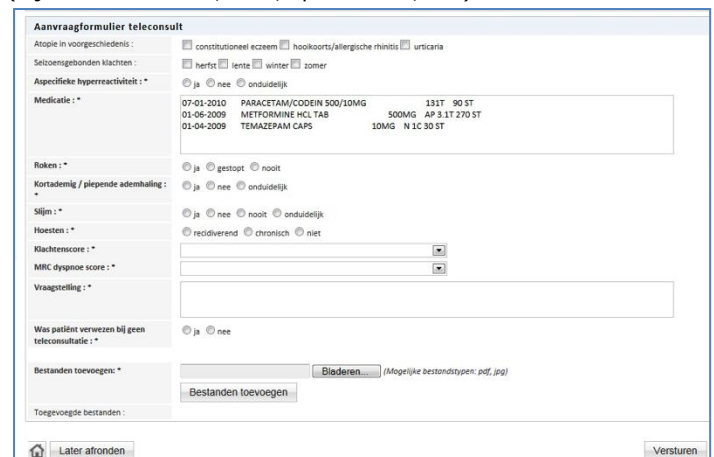 Aanvraagformulier teleconsult
Atopie in voorgeschiedenis : constitutioneel eczeem hooikoorts/allergische rhinitis urticaria
Seizoensgebonden klachten : herfst lente winter zomer
Aspecifieke hyperreactiviteit : * ja nee onduidelijk
Medicatie : *
07-01-2010 PARACETAM/CODEIN 500/10MG 131T 90 ST
01-06-2009 METFORMINE HCL TAB 500MG AP 3.1T 270 ST
01-04-2009 TEMAZEPAM CAPS 10MG N 1C 30 ST
Roken : * ja gestopt nooit
Kortademig / piepende ademhaling : * ja nee onduidelijk
Slijm : * ja nee nooit onduidelijk
Hoesten : * recidiverend chronisch niet
Klachtenscore : *
MRC dyspnoe score : *
Vraagstelling : *
Was patiënt verwezen bij geen teleconsultatie : * ja nee
Bestanden toevoegen: * Bladeren... (Mogelijke bestandstypen: pdf, jpg)
Bestanden toevoegen
Toegevoegde bestanden :
Later afronden Versturen